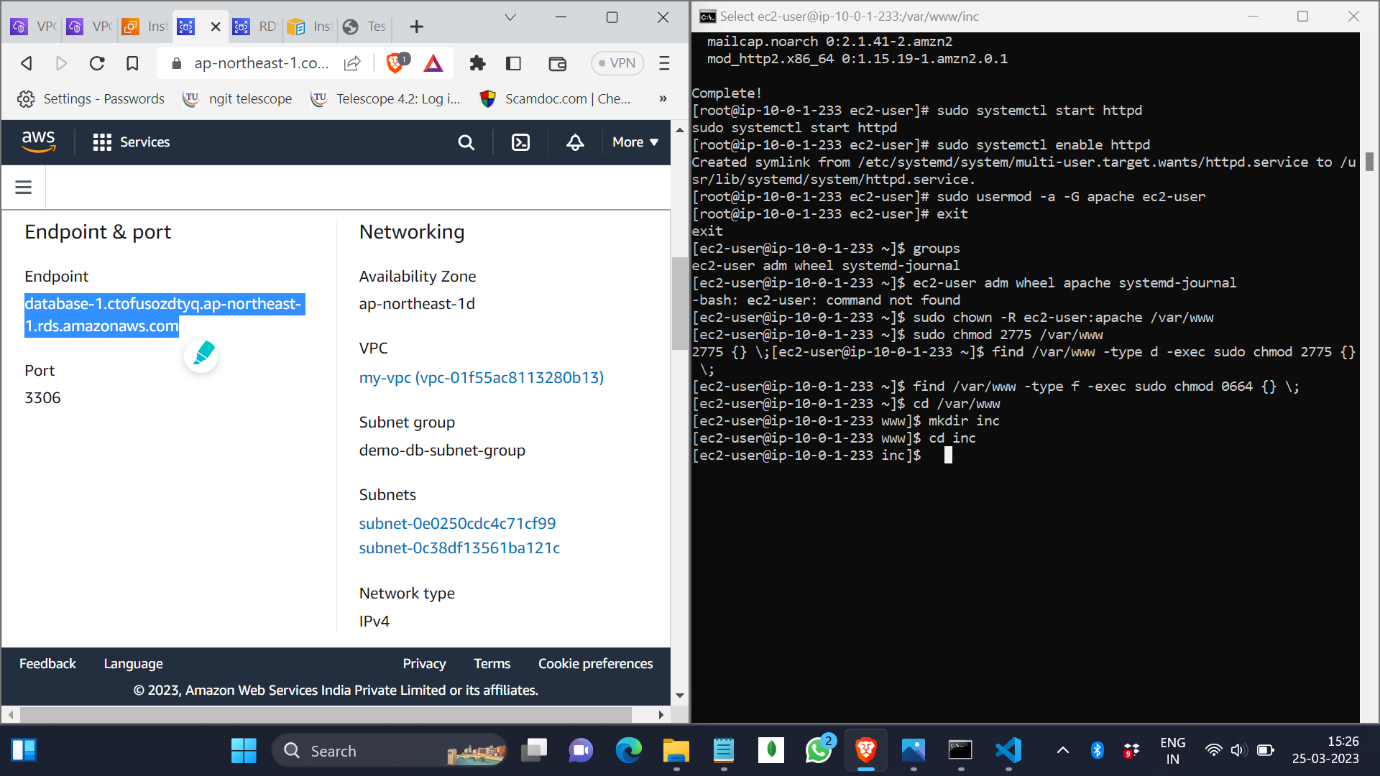 VPC
VPC
Inst
RD
Inst
Tes
ap-northeast-1.co...
1
VPN
Settings - Passwords
ngit telescope
Telescope 4.2: Log i...
Scamdoc.com | Che...
»
aws
Services
More
Endpoint & port
Endpoint
database-1.ctofusozdtyq.ap-northeast-
1.rds.amazonaws.com
Port
3306
Networking
Availability Zone
ap-northeast-1d
VPC
my-vpc (vpc-01f55ac8113280b13)
Subnet group
demo-db-subnet-group
Subnets
subnet-0e0250cdc4c71cf99
subnet-0c38df13561ba121c
Network type
IPv4
Feedback Language Privacy Terms Cookie preferences
© 2023, Amazon Web Services India Private Limited or its affiliates.
Select ec2-user@ip-10-0-1-233:/var/www/inc
mailcap.noarch 0:2.1.41-2.amzn2
mod_http2.x86_64 0:1.15.19-1.amzn2.0.1
Complete!
[root@ip-10-0-1-233 ec2-user]# sudo systemctl start httpd
sudo systemctl start httpd
[root@ip-10-0-1-233 ec2-user]# sudo systemctl enable httpd
Created symlink from /etc/systemd/system/multi-user.target.wants/httpd.service to /u
sr/lib/systemd/system/httpd.service.
[root@ip-10-0-1-233 ec2-user]# sudo usermod -a -G apache ec2-user
[root@ip-10-0-1-233 ec2-user]# exit
exit
[ec2-user@ip-10-0-1-233 ~]$ groups
ec2-user adm wheel systemd-journal
[ec2-user@ip-10-0-1-233 ~]$ ec2-user adm wheel apache systemd-journal
-bash: ec2-user: command not found
[ec2-user@ip-10-0-1-233 ~]$ sudo chown -R ec2-user:apache /var/www
[ec2-user@ip-10-0-1-233 ~]$ sudo chmod 2775 /var/www
2775 {} \;[ec2-user@ip-10-0-1-233 ~]$ find /var/www -type d -exec sudo chmod 2775 {}
\;
[ec2-user@ip-10-0-1-233 ~]$ find /var/www -type f -exec sudo chmod 0664 {} \;
[ec2-user@ip-10-0-1-233 ~]$ cd /var/www
[ec2-user@ip-10-0-1-233 www]$ mkdir inc
[ec2-user@ip-10-0-1-233 www]$ cd inc
[ec2-user@ip-10-0-1-233 inc]$
Search
2
9
ENG
IN
15:26
25-03-2023